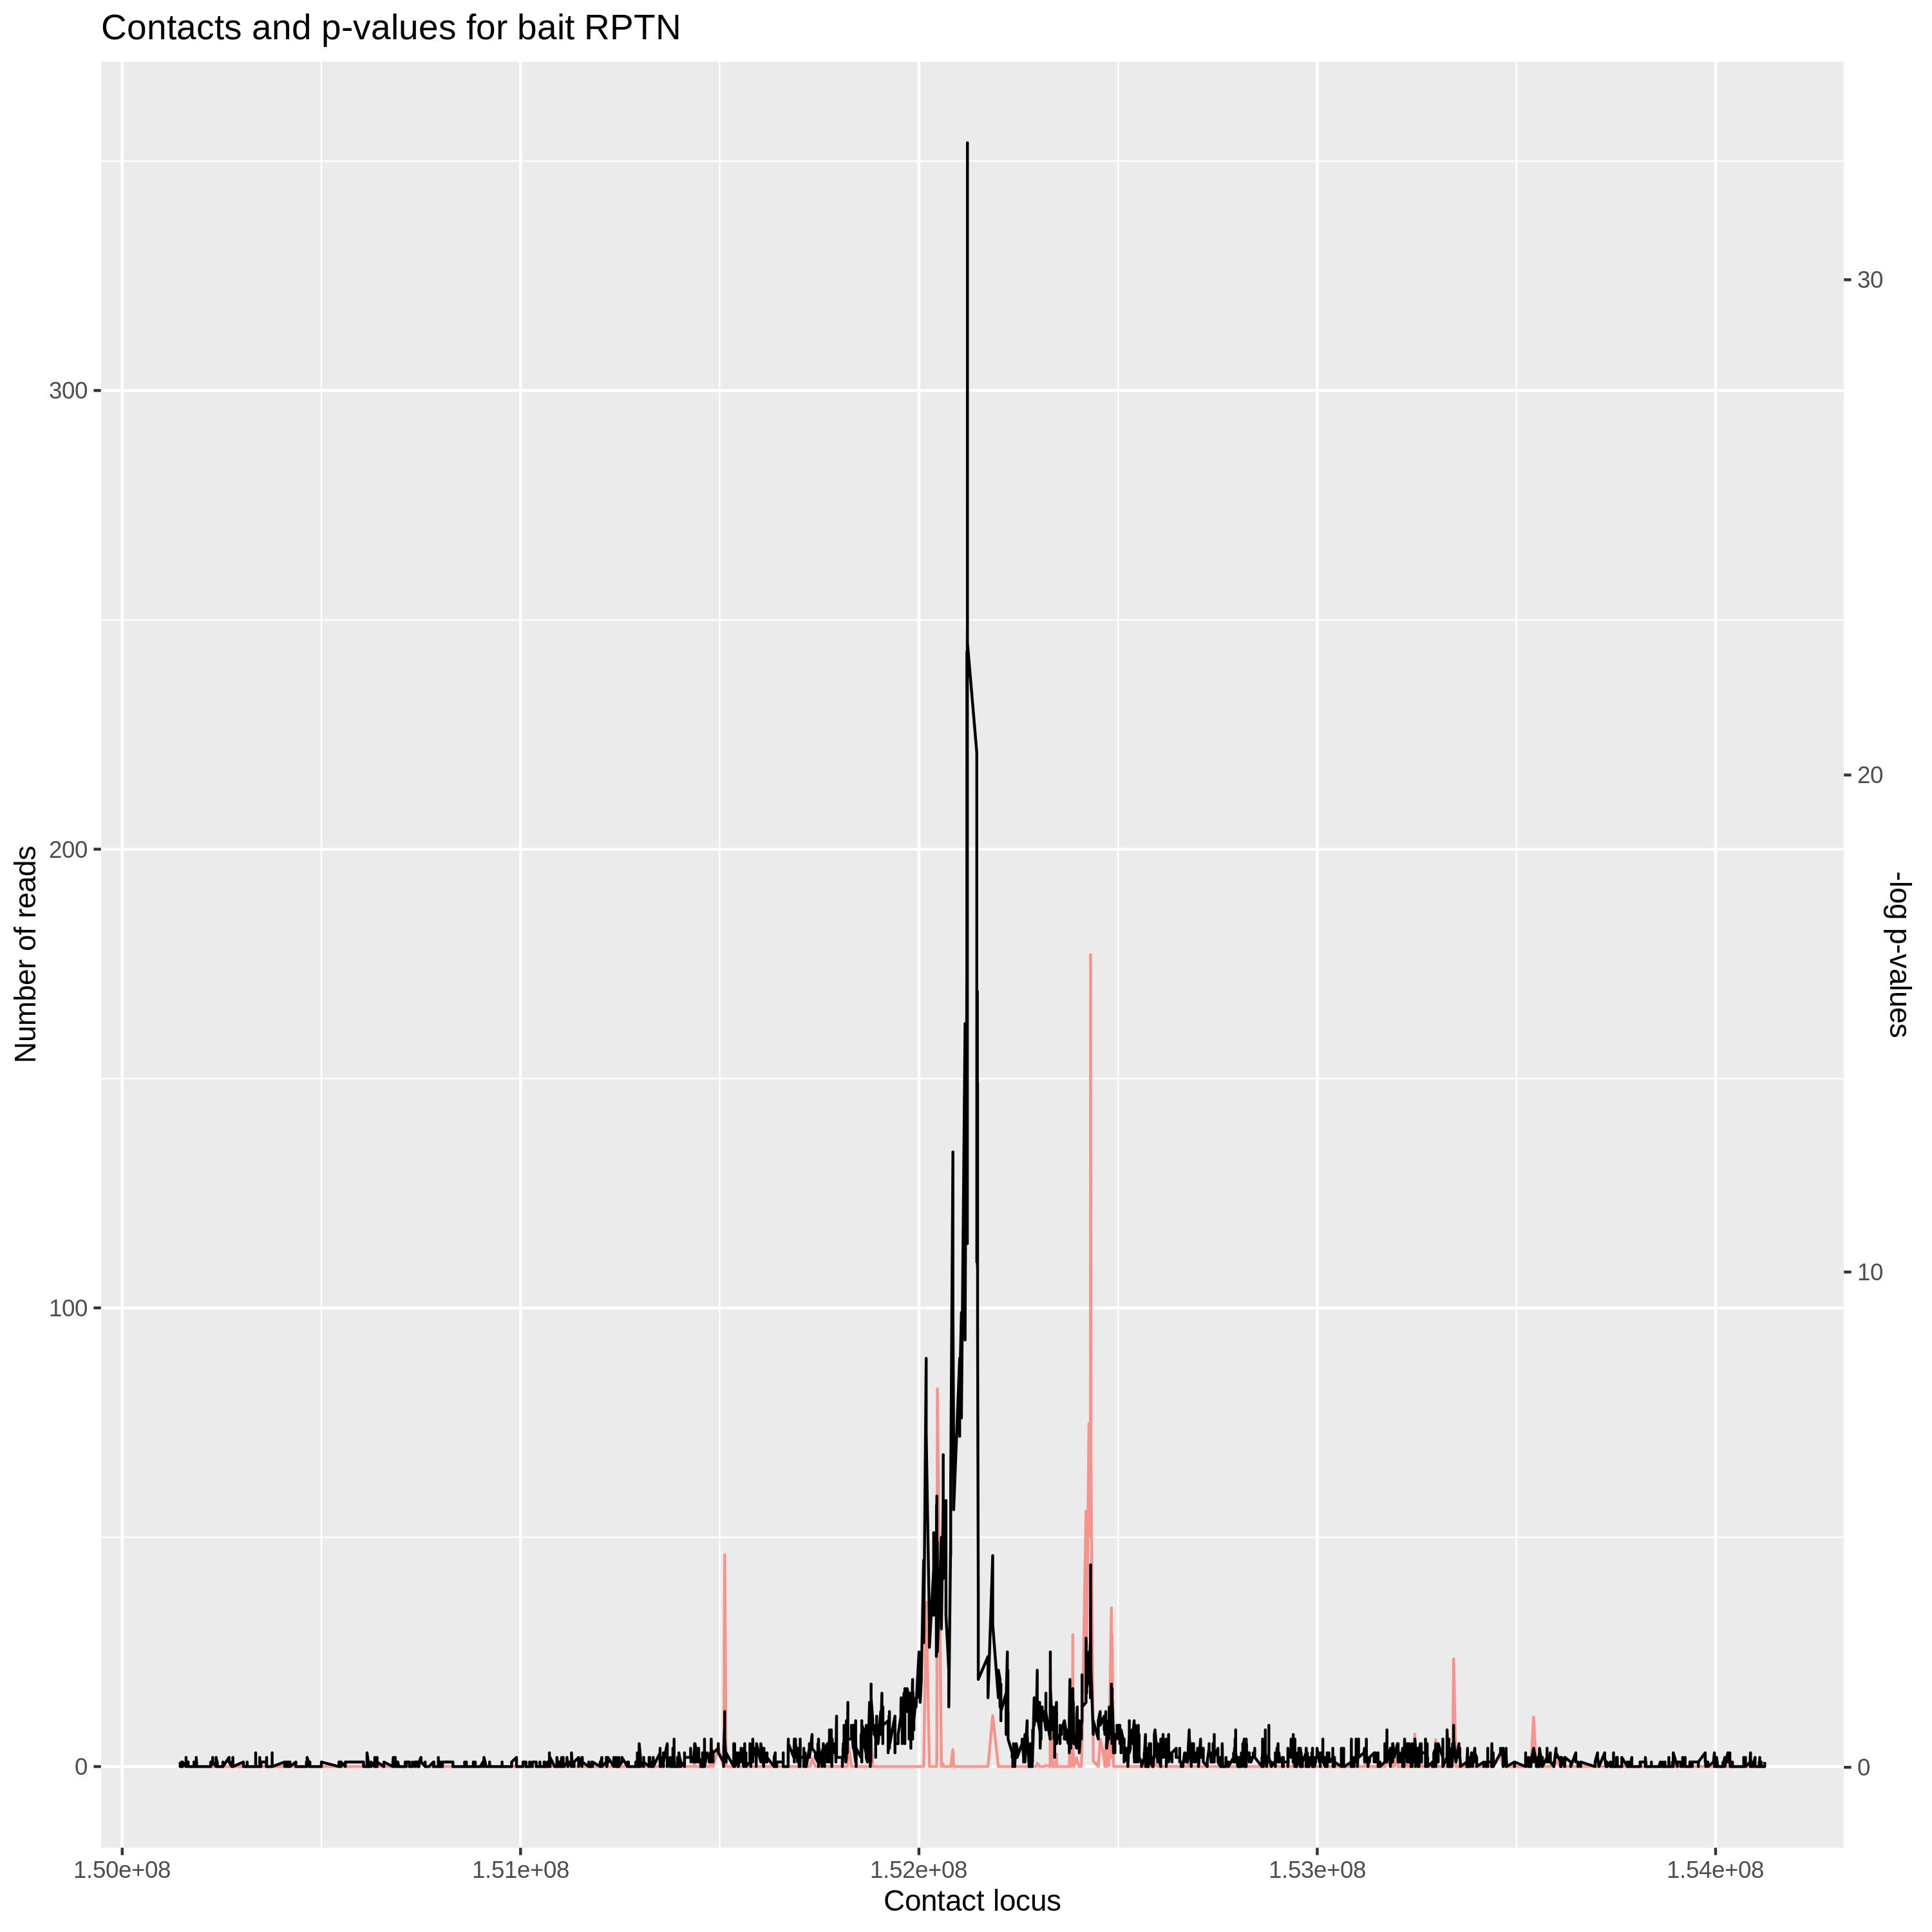 Contacts and p-values for bait RPTN
Number of reads
300
200
100
0
30
20
10
0
-log p-values
1.50e+08
1.51e+08
1.52e+08
1.53e+08
1.54e+08
Contact locus